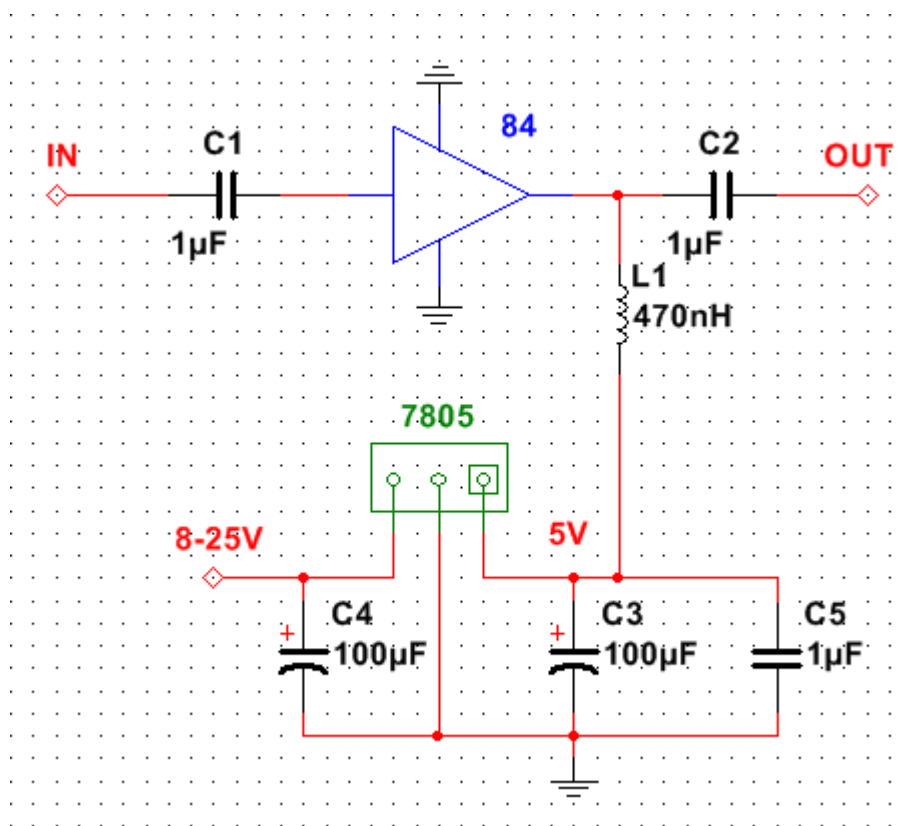 84
C1
C2
IN
OUT
1µF
1µF
L1
470nH
7805
8-25V
5V
C4
C3
C5
+
+
100µF
100µF
1µF